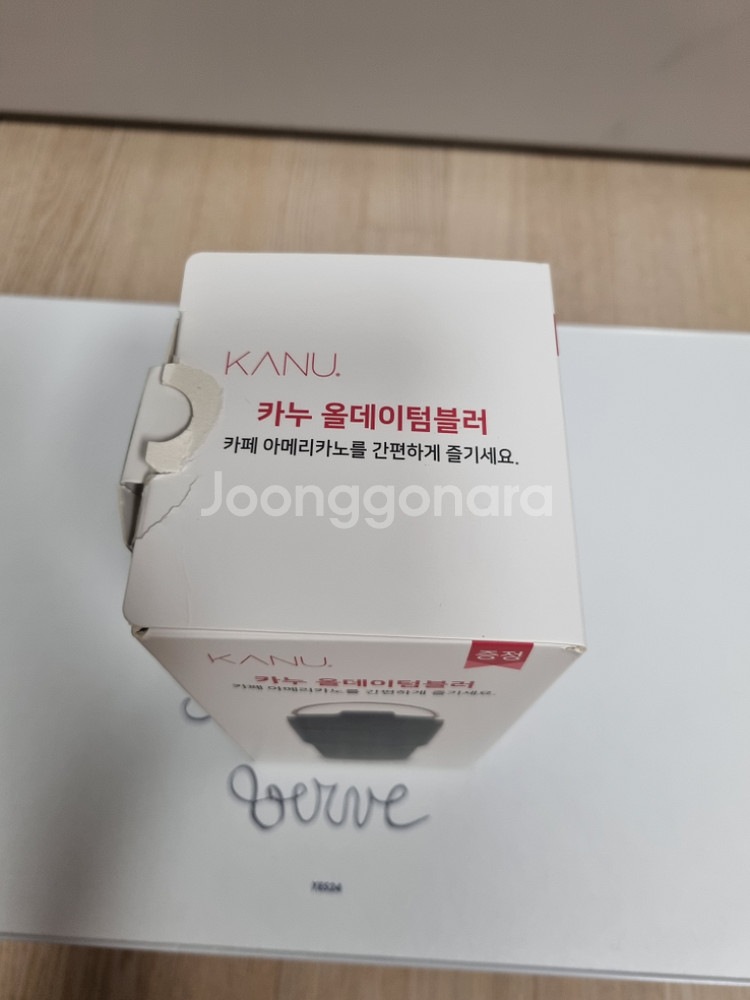 KANU®
카누 올데이텀블러
카페 아메리카노를 간편하게 즐기세요.
Joonggonara
증정
KANU®
카누 올데이텀블러
카페 아메리카노를 간편하게 즐기세요.